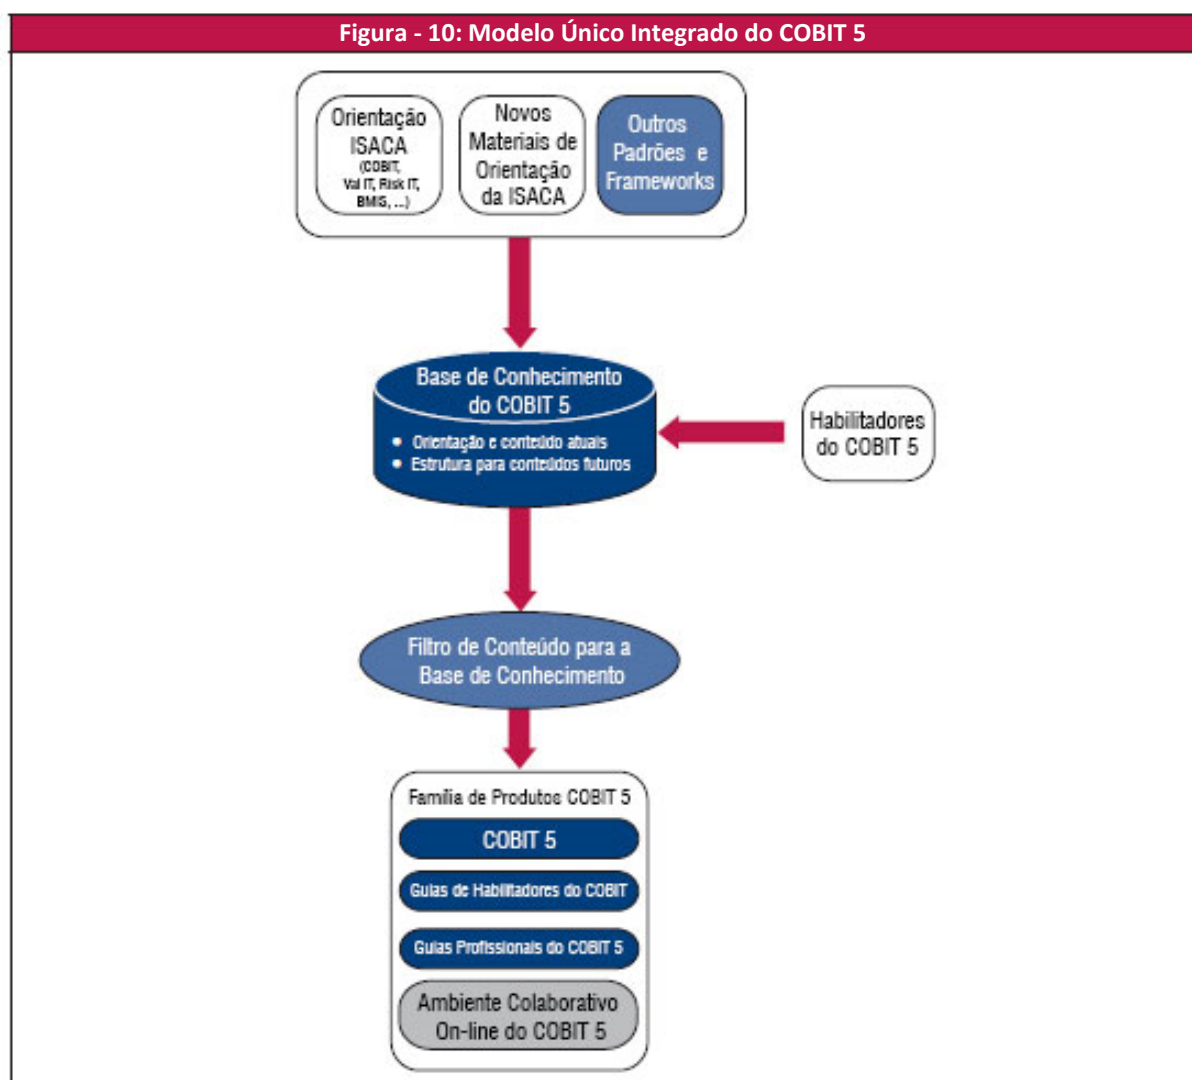 Figura - 10: Modelo Único Integrado do COBIT 5
Orientação
ISACA
(COBIT,
Val IT, Risk IT,
BMIS, ...)
Novos
Materiais de
Orientação
da ISACA
Outros
Padrões e
Frameworks
Base de Conhecimento
do COBIT 5
• Orientação e conteúdo atuais
• Estrutura para conteúdos futuros
Habilitadores
do COBIT 5
Filtro de Conteúdo para a
Base de Conhecimento
Família de Produtos COBIT 5
COBIT 5
Guias de Habilitadores do COBIT
Guias Profissionais do COBIT 5
Ambiente Colaborativo
On-line do COBIT 5